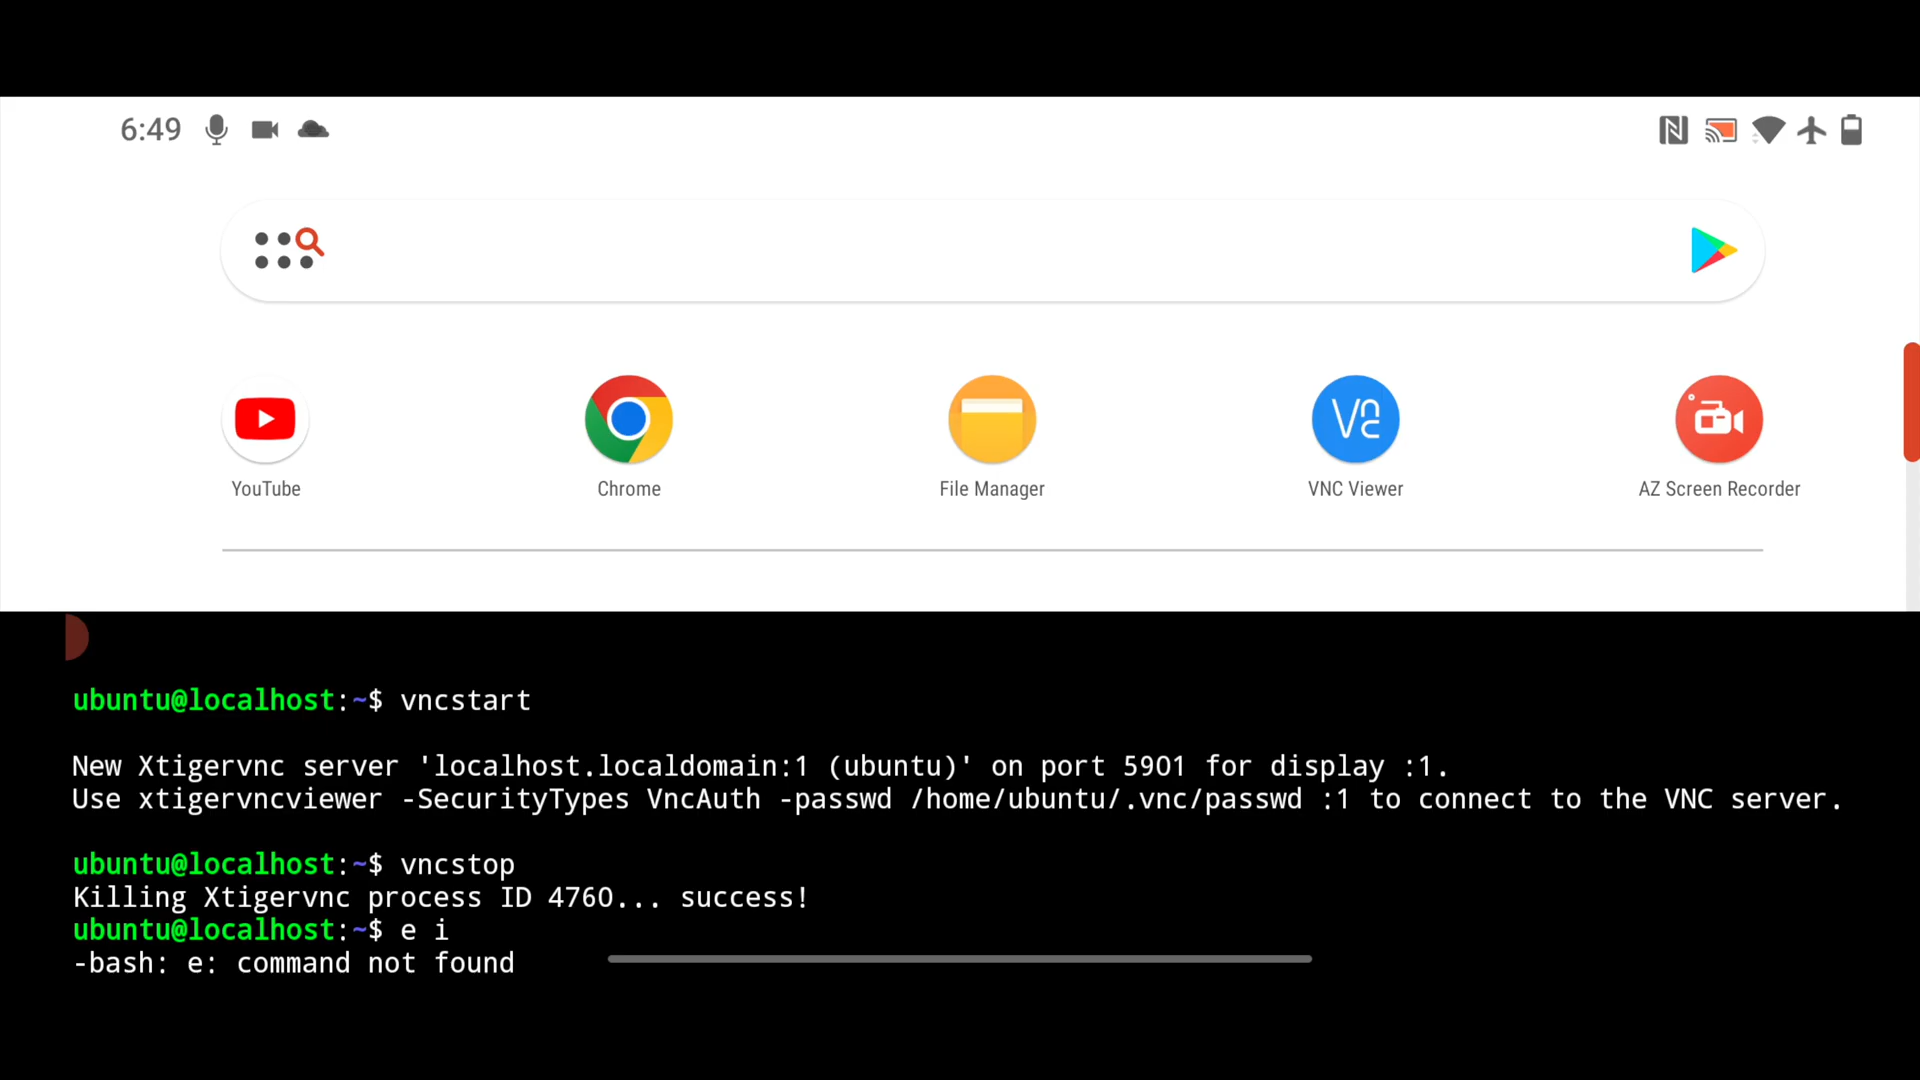 6:49
YouTube
Chrome
File Manager
VNC Viewer
AZ Screen Recorder
ubuntu@localhost:~$ vncstart
New Xtigervnc server 'localhost.localdomain:1 (ubuntu)' on port 5901 for display :1.
Use xtigervncviewer -SecurityTypes VncAuth -passwd /home/ubuntu/.vnc/passwd :1 to connect to the VNC server.
ubuntu@localhost:~$ vncstop
Killing Xtigervnc process ID 4760... success!
ubuntu@localhost:~$ e i
-bash: e: command not found